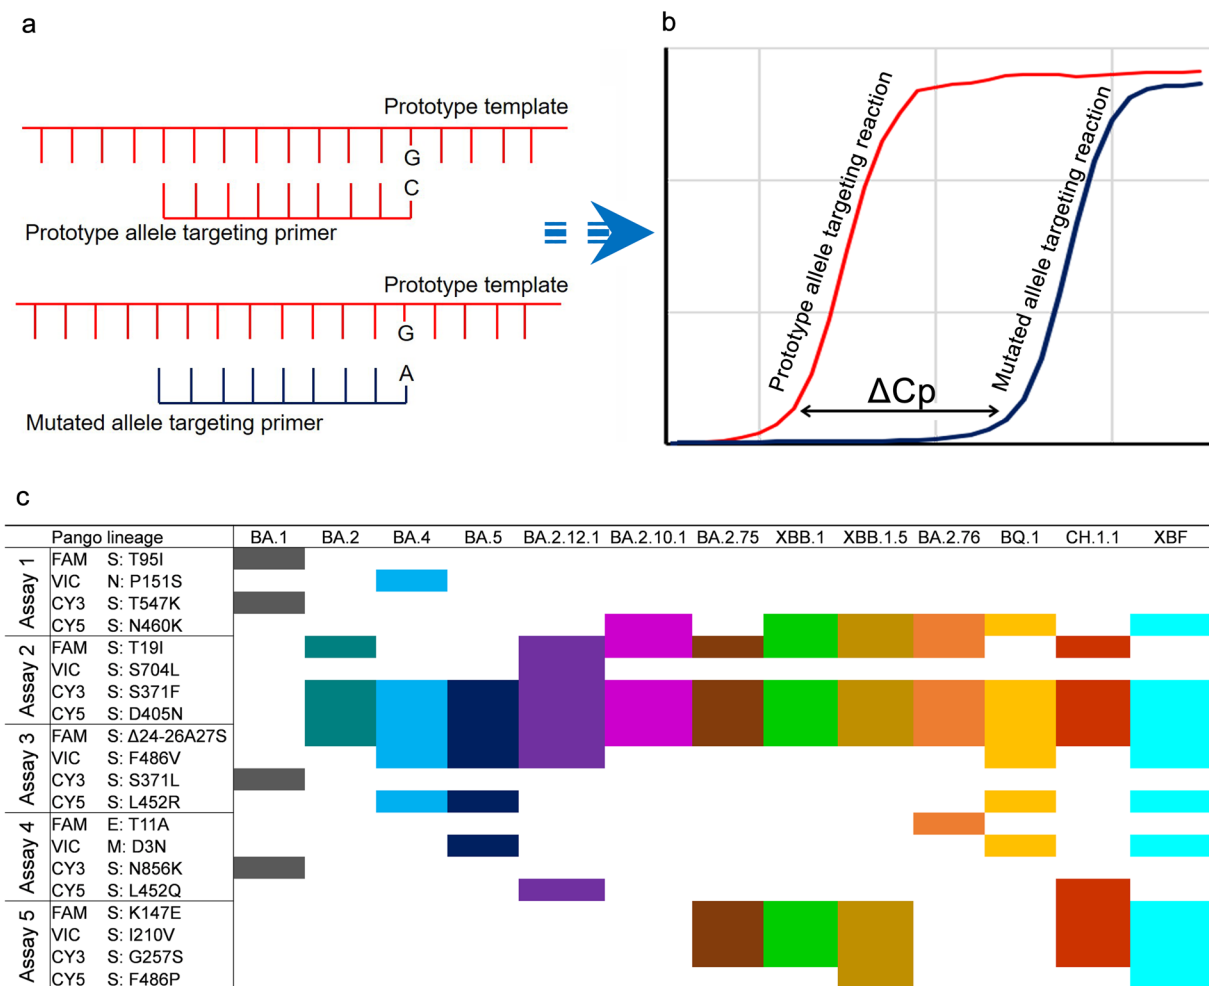 a
Prototype template
G
C
Prototype allele targeting primer
Prototype template
G
A
Mutated allele targeting primer
b
Prototype allele targeting reaction
Mutated allele targeting reaction
ΔCp
c
Pango lineage BA.1 BA.2 BA.4 BA.5 BA.2.12.1 BA.2.10.1 BA.2.75 XBB.1 XBB.1.5 BA.2.76 BQ.1 CH.1.1 XBF
Assay 1
FAM S: T95I
VIC N: P151S
CY3 S: T547K
CY5 S: N460K
Assay 2
FAM S: T19I
VIC S: S704L
CY3 S: S371F
CY5 S: D405N
Assay 3
FAM S: Δ24-26A27S
VIC S: F486V
CY3 S: S371L
CY5 S: L452R
Assay 4
FAM E: T11A
VIC M: D3N
CY3 S: N856K
CY5 S: L452Q
Assay 5
FAM S: K147E
VIC S: I210V
CY3 S: G257S
CY5 S: F486P